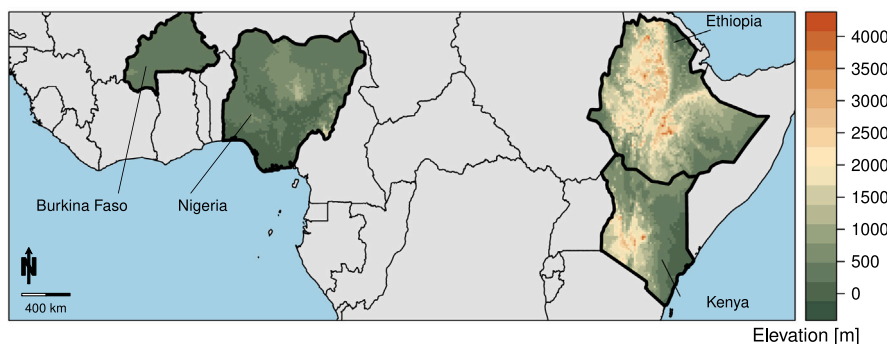 Ethiopia
4000
3500
3000
2500
2000
1500
1000
500
0
Burkina Faso
Nigeria
N
400 km
Kenya
Elevation [m]